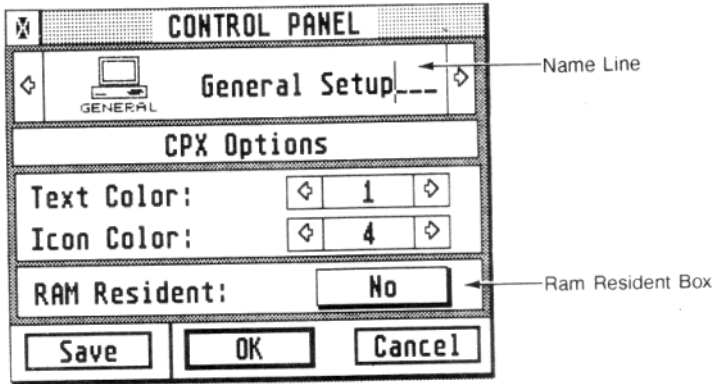 CONTROL PANEL
GENERAL
General Setup___
Name Line
CPX Options
Text Color: 1
Icon Color: 4
RAM Resident: No
Ram Resident Box
Save OK Cancel